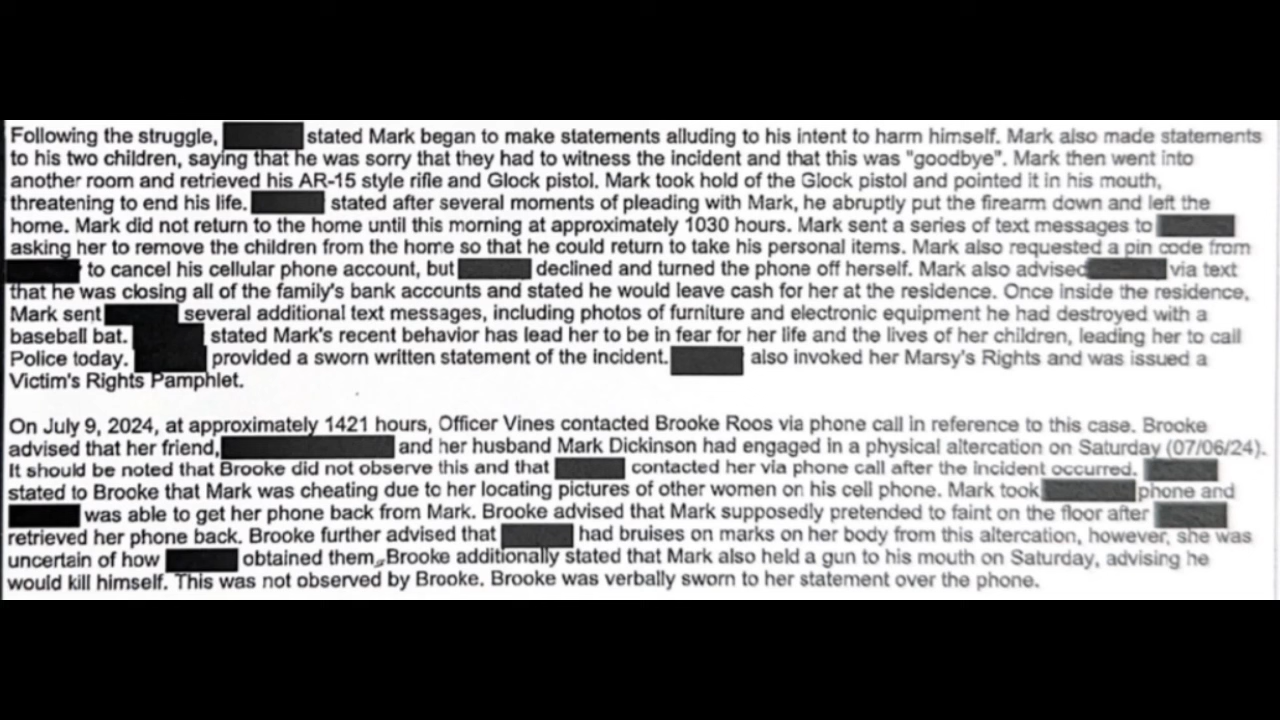 Following the struggle, stated Mark began to make statements alluding to his intent to harm himself. Mark also made statements
to his two children, saying that he was sorry that they had to witness the incident and that this was "goodbye". Mark then went into
another room and retrieved his AR-15 style rifle and Glock pistol. Mark took hold of the Glock pistol and pointed it in his mouth,
threatening to end his life. stated after several moments of pleading with Mark, he abruptly put the firearm down and left the
home. Mark did not return to the home until this morning at approximately 1030 hours. Mark sent a series of text messages to
asking her to remove the children from the home so that he could return to take his personal items. Mark also requested a pin code from
to cancel his cellular phone account, but declined and turned the phone off herself. Mark also advised via text
that he was closing all of the family's bank accounts and stated he would leave cash for her at the residence. Once inside the residence,
Mark sent several additional text messages, including photos of furniture and electronic equipment he had destroyed with a
baseball bat. stated Mark's recent behavior has lead her to be in fear for her life and the lives of her children, leading her to call
Police today. provided a sworn written statement of the incident. also invoked her Marsy's Rights and was issued a
Victim's Rights Pamphlet.
On July 9, 2024, at approximately 1421 hours, Officer Vines contacted Brooke Roos via phone call in reference to this case. Brooke
advised that her friend, and her husband Mark Dickinson had engaged in a physical altercation on Saturday (07/06/24).
It should be noted that Brooke did not observe this and that contacted her via phone call after the incident occurred.
stated to Brooke that Mark was cheating due to her locating pictures of other women on his cell phone. Mark took phone and
was able to get her phone back from Mark. Brooke advised that Mark supposedly pretended to faint on the floor after
retrieved her phone back. Brooke further advised that had bruises on marks on her body from this altercation, however, she was
uncertain of how obtained them. Brooke additionally stated that Mark also held a gun to his mouth on Saturday, advising he
would kill himself. This was not observed by Brooke. Brooke was verbally sworn to her statement over the phone.